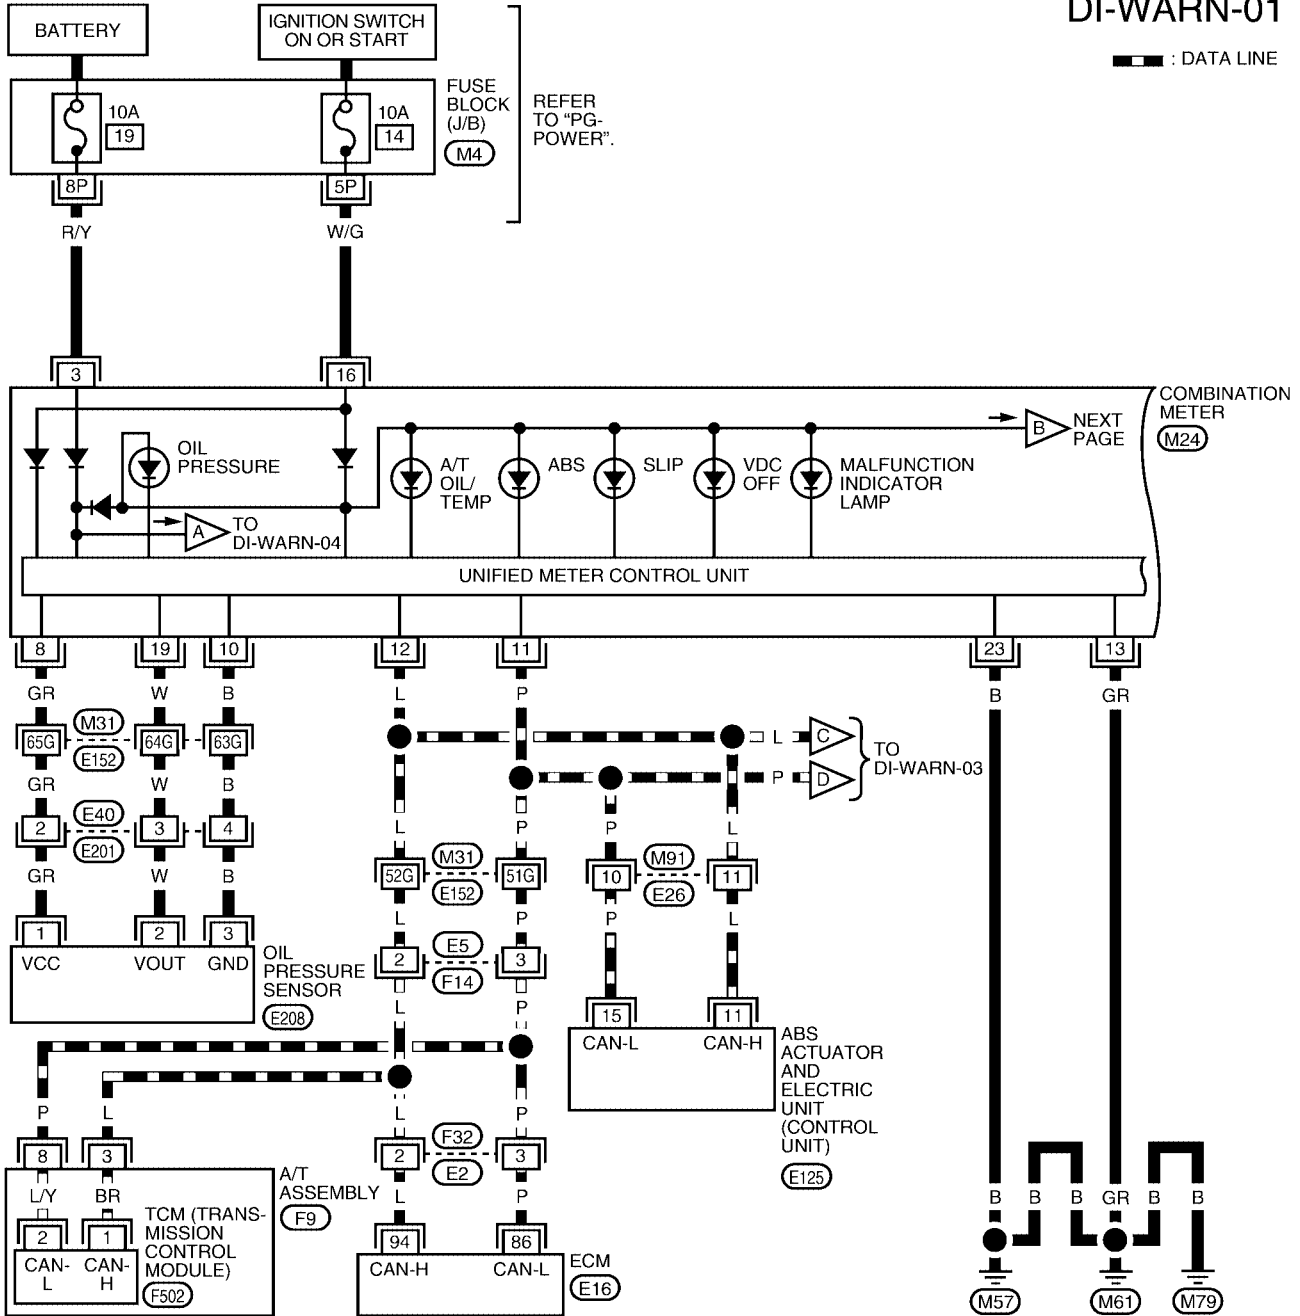 DI-WARN-01
BATTERY
IGNITION SWITCH
ON OR START
: DATA LINE
10A
19
10A
14
FUSE
BLOCK
(J/B)
M4
REFER
TO "PG-
POWER".
8P
5P
R/Y
W/G
3
16
COMBINATION
METER
M24
OIL
PRESSURE
A/T
OIL/
TEMP
ABS
SLIP
VDC
OFF
MALFUNCTION
INDICATOR
LAMP
B
NEXT
PAGE
A
TO
DI-WARN-04
UNIFIED METER CONTROL UNIT
8
19
10
12
11
23
13
GR
W
B
L
P
B
GR
65G
M31
E152
64G
63G
L
C
P
D
TO
DI-WARN-03
GR
W
B
2
E40
E201
3
4
L
P
P
L
GR
W
B
52G
M31
E152
51G
10
M91
E26
11
L
P
P
L
1
2
3
VCC
VOUT
GND
OIL
PRESSURE
SENSOR
E208
2
E5
F14
3
L
P
15
11
CAN-L
CAN-H
ABS
ACTUATOR
AND
ELECTRIC
UNIT
(CONTROL
UNIT)
E125
P
L
L
P
8
3
2
F32
E2
3
A/T
ASSEMBLY
F9
L/Y
BR
L
P
2
1
CAN-
L
CAN-
H
TCM (TRANS-
MISSION
CONTROL
MODULE)
F502
94
86
CAN-H
CAN-L
ECM
E16
B
B
B
GR
B
B
M57
M61
M79